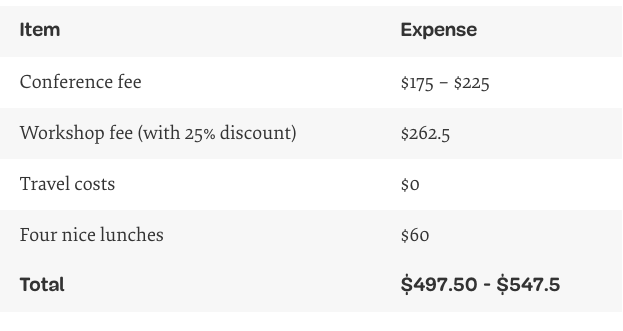 Item Expense
Conference fee $175 – $225
Workshop fee (with 25% discount) $262.5
Travel costs $0
Four nice lunches $60
Total $497.50 - $547.5